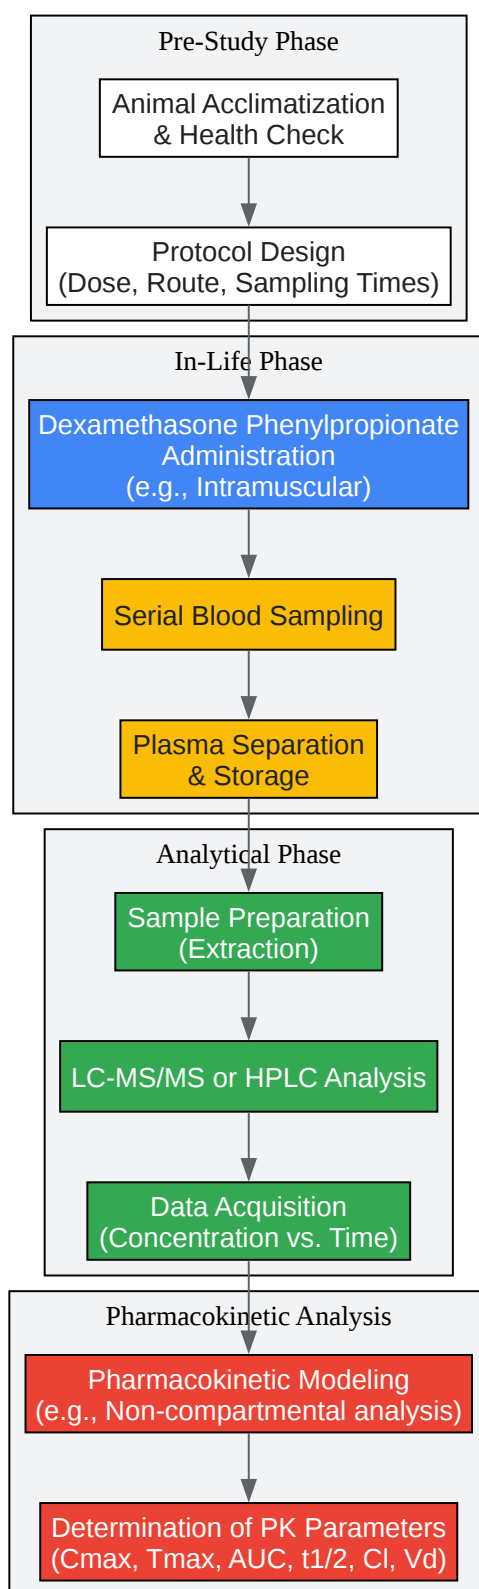 Pre-Study Phase
Animal Acclimatization
& Health Check
Protocol Design
(Dose, Route, Sampling Times)
In-Life Phase
Dexamethasone Phenylpropionate
Administration
(e.g., Intramuscular)
Serial Blood Sampling
Plasma Separation
& Storage
Analytical Phase
Sample Preparation
(Extraction)
LC-MS/MS or HPLC Analysis
Data Acquisition
(Concentration vs. Time)
Pharmacokinetic Analysis
Pharmacokinetic Modeling
(e.g., Non-compartmental analysis)
Determination of PK Parameters
(Cmax, Tmax, AUC, t1/2, Cl, Vd)